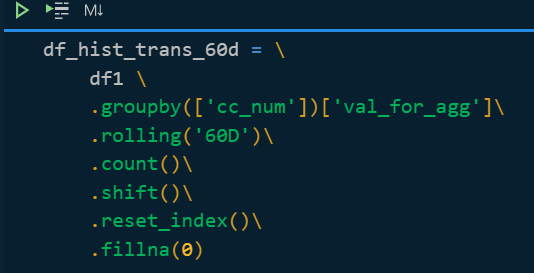 M↓
df_hist_trans_60d = \
    df1 \
    .groupby(['cc_num'])['val_for_agg']\
    .rolling('60D')\
    .count()\
    .shift()\
    .reset_index()\
    .fillna(0)